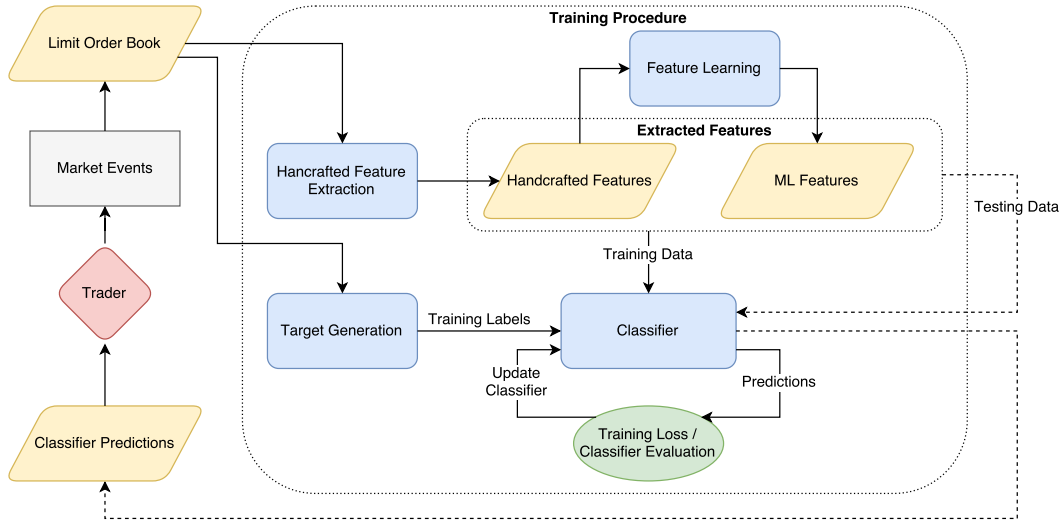 Training Procedure
Limit Order Book
Feature Learning
Extracted Features
Market Events
Hancrafted Feature
Extraction
Handcrafted Features
ML Features
Testing Data
Training Data
Trader
Target Generation
Training Labels
Classifier
Update
Classifier
Predictions
Classifier Predictions
Training Loss /
Classifier Evaluation